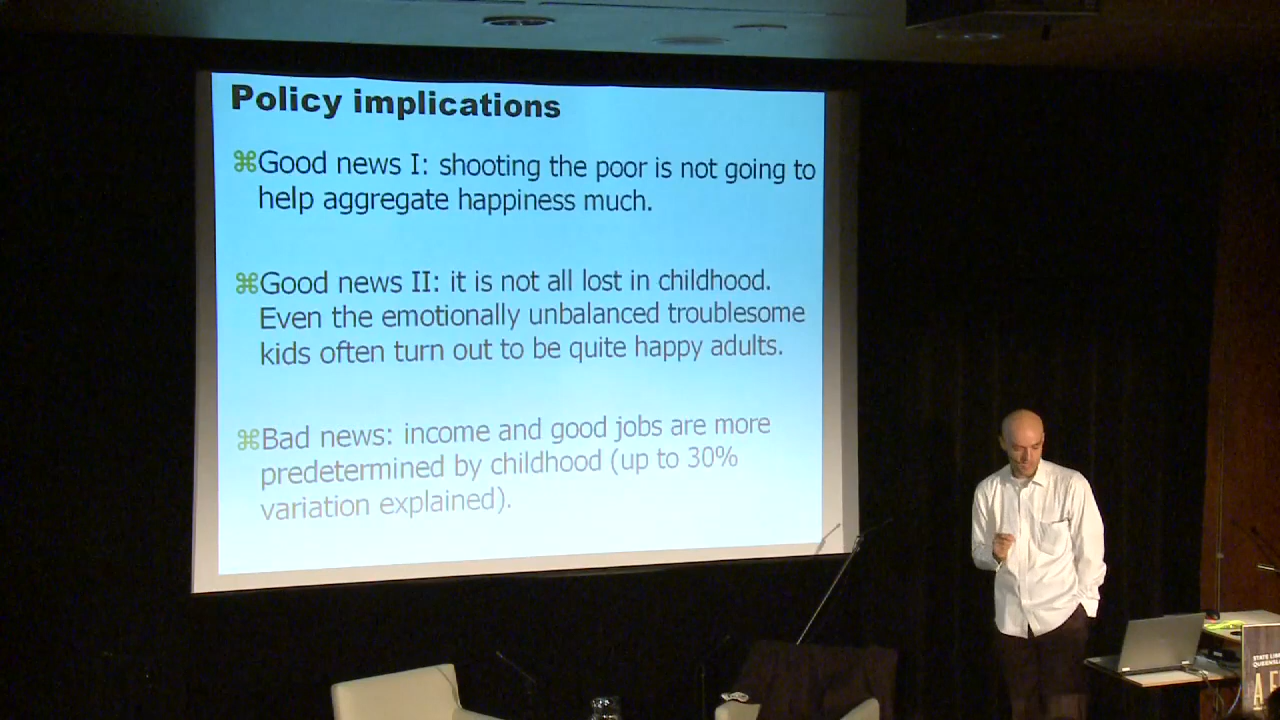 Policy implications
⌘Good news I: shooting the poor is not going to
help aggregate happiness much.
⌘Good news II: it is not all lost in childhood.
Even the emotionally unbalanced troublesome
kids often turn out to be quite happy adults.
⌘Bad news: income and good jobs are more
predetermined by childhood (up to 30%
variation explained).
STATE